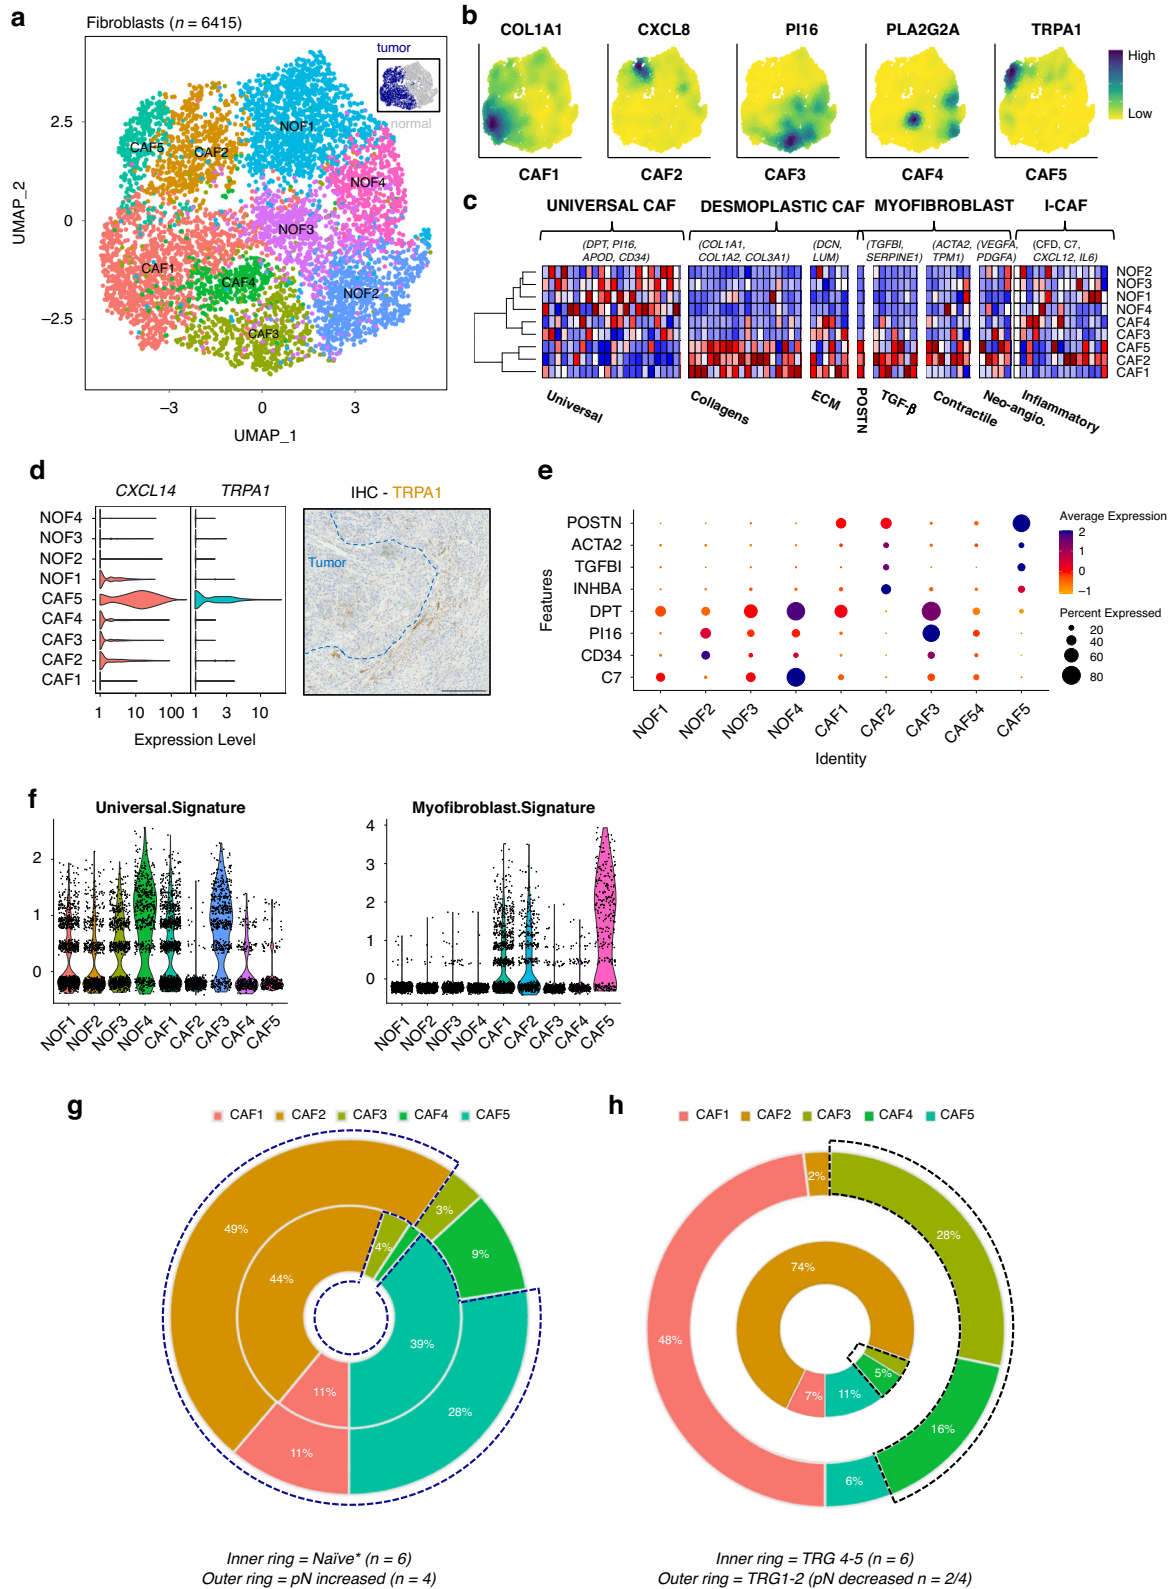 a
Fibroblasts (n = 6415)
tumor
normal
CAF5
CAF2
NOF1
NOF4
NOF3
CAF1
CAF4
NOF2
CAF3
2.5
0
−2.5
UMAP_2
−3
0
3
UMAP_1
b
COL1A1
CXCL8
PI16
PLA2G2A
TRPA1
High
Low
CAF1
CAF2
CAF3
CAF4
CAF5
c
UNIVERSAL CAF
DESMOPLASTIC CAF
MYOFIBROBLAST
I-CAF
(DPT, PI16,
APOD, CD34)
(COL1A1,
COL1A2, COL3A1)
(DCN,
LUM)
(TGFBI,
SERPINE1)
(ACTA2,
TPM1)
(VEGFA,
PDGFA)
(CFD, C7,
CXCL12, IL6)
NOF2
NOF3
NOF1
NOF4
CAF4
CAF3
CAF5
CAF2
CAF1
Universal
Collagens
ECM
POSTN
TGF-β
Contractile
Neo-angio.
Inflammatory
d
CXCL14
TRPA1
NOF4
NOF3
NOF2
NOF1
CAF5
CAF4
CAF3
CAF2
CAF1
1
10
100
1
3
10
Expression Level
IHC - TRPA1
Tumor
e
POSTN
ACTA2
TGFBI
INHBA
DPT
PI16
CD34
C7
Features
NOF1
NOF2
NOF3
NOF4
CAF1
CAF2
CAF3
CAF54
CAF5
Identity
Average Expression
2
1
0
−1
Percent Expressed
20
40
60
80
f
Universal.Signature
2
1
0
NOF1
NOF2
NOF3
NOF4
CAF1
CAF2
CAF3
CAF4
CAF5
Myofibroblast.Signature
4
3
2
1
0
NOF1
NOF2
NOF3
NOF4
CAF1
CAF2
CAF3
CAF4
CAF5
g
CAF1
CAF2
CAF3
CAF4
CAF5
49%
44%
4%
3%
9%
39%
28%
11%
11%
Inner ring = Naïve* (n = 6)
Outer ring = pN increased (n = 4)
h
CAF1
CAF2
CAF3
CAF4
CAF5
2%
28%
74%
48%
5%
7%
11%
16%
6%
Inner ring = TRG 4-5 (n = 6)
Outer ring = TRG1-2 (pN decreased n = 2/4)